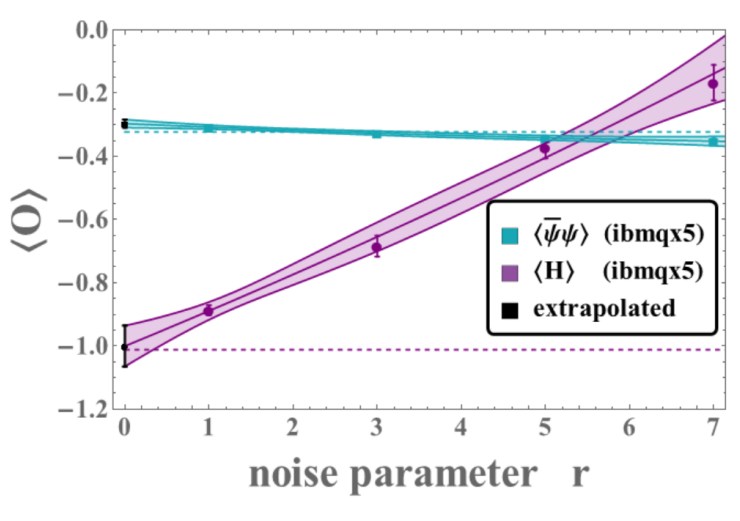 0.0
−0.2
−0.4
−0.6
−0.8
−1.0
−1.2
⟨O⟩
⟨ψ̅ψ⟩ (ibmqx5)
⟨H⟩ (ibmqx5)
extrapolated
0 1 2 3 4 5 6 7
noise parameter r